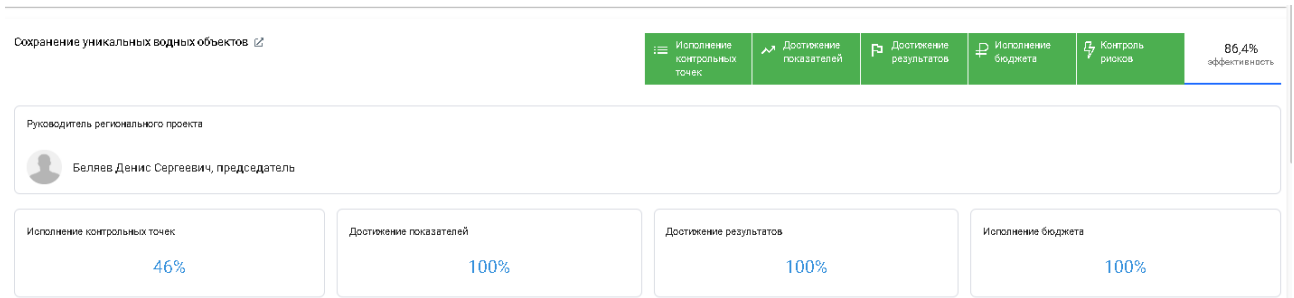 Сохранение уникальных водных объектов
Исполнение
контрольных
точек
Достижение
показателей
Достижение
результатов
Исполнение
бюджета
Контроль
рисков
86,4%
эффективность
Руководитель регионального проекта
Беляев Денис Сергеевич, председатель
Исполнение контрольных точек
46%
Достижение показателей
100%
Достижение результатов
100%
Исполнение бюджета
100%